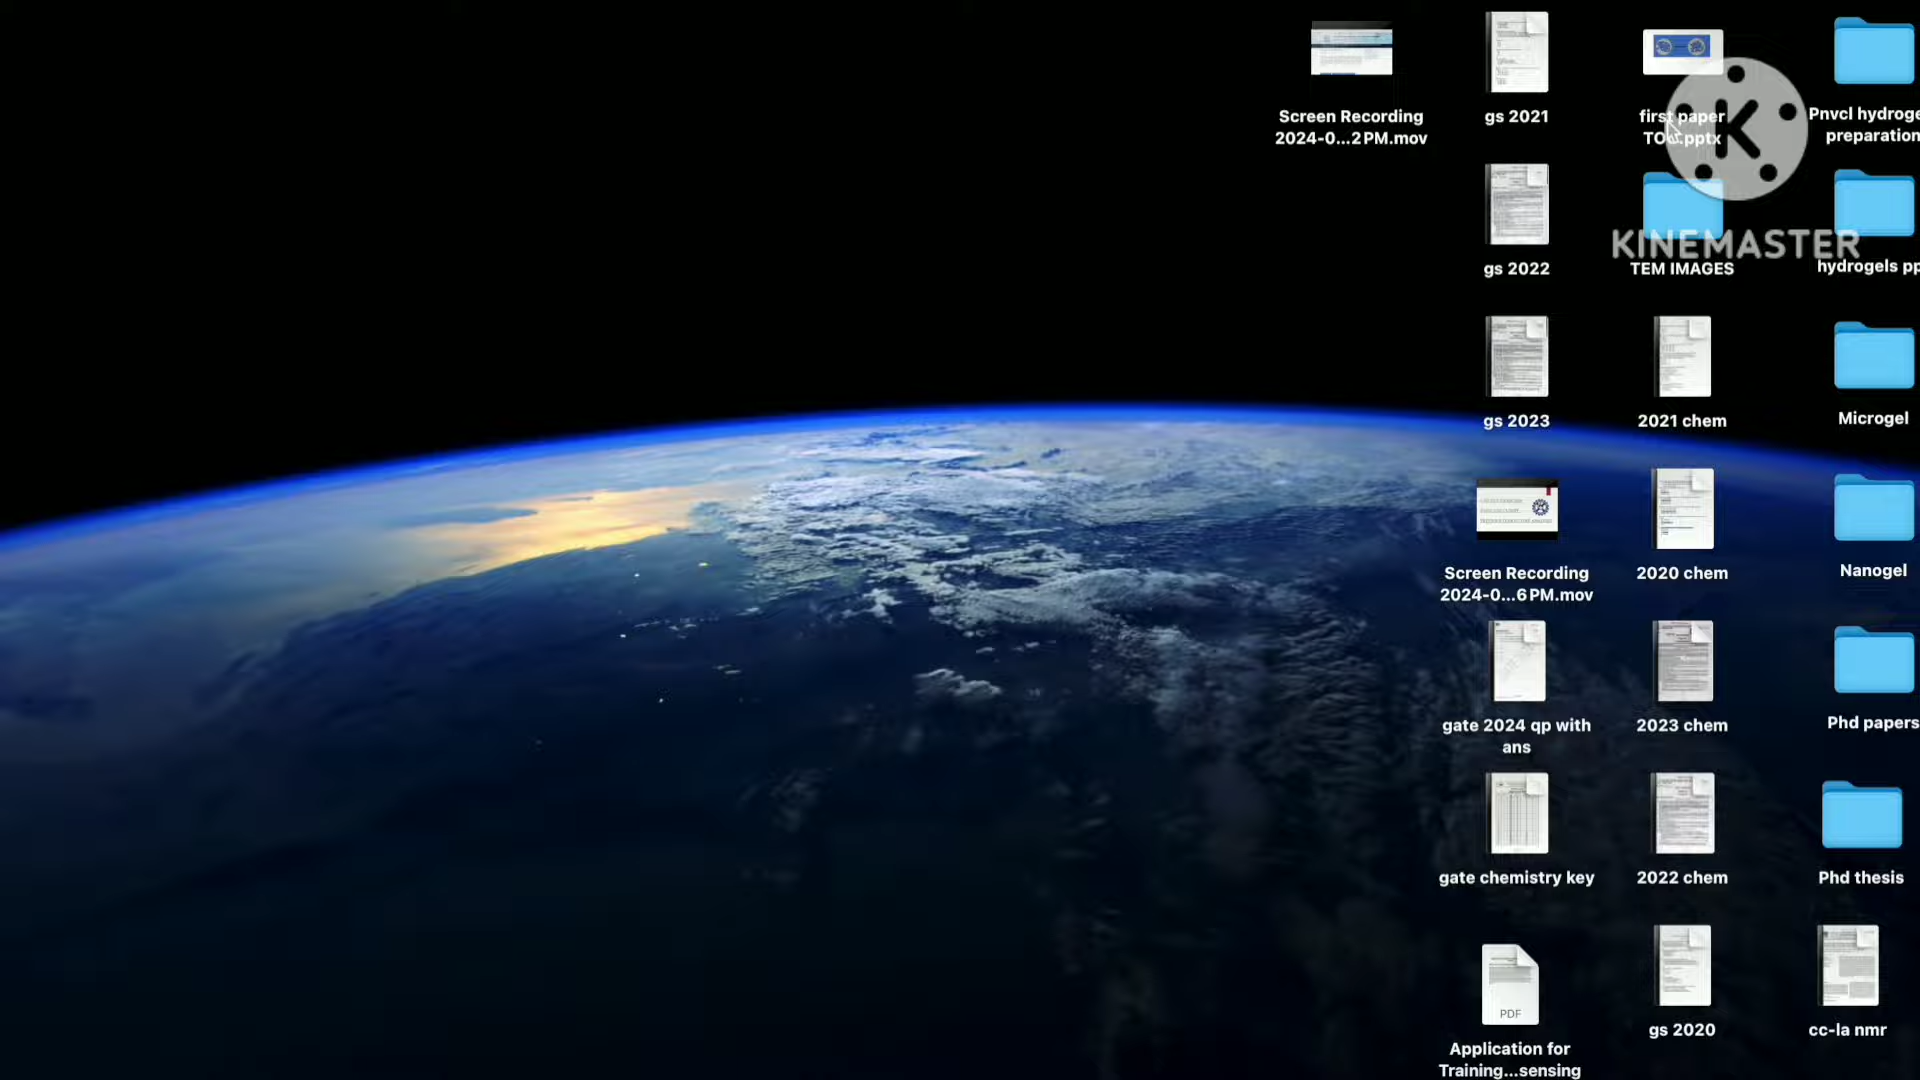 Screen Recording
2024-0...2 PM.mov
gs 2021
first paper
Pnvcl hydroge
preparation
KINEMASTER
gs 2022
TEM IMAGES
hydrogels pp
gs 2023
2021 chem
Microgel
Screen Recording
2024-0...6 PM.mov
2020 chem
Nanogel
gate 2024 qp with
ans
2023 chem
Phd papers
gate chemistry key
2022 chem
Phd thesis
PDF
Application for
Training...sensing
gs 2020
cc-la nmr